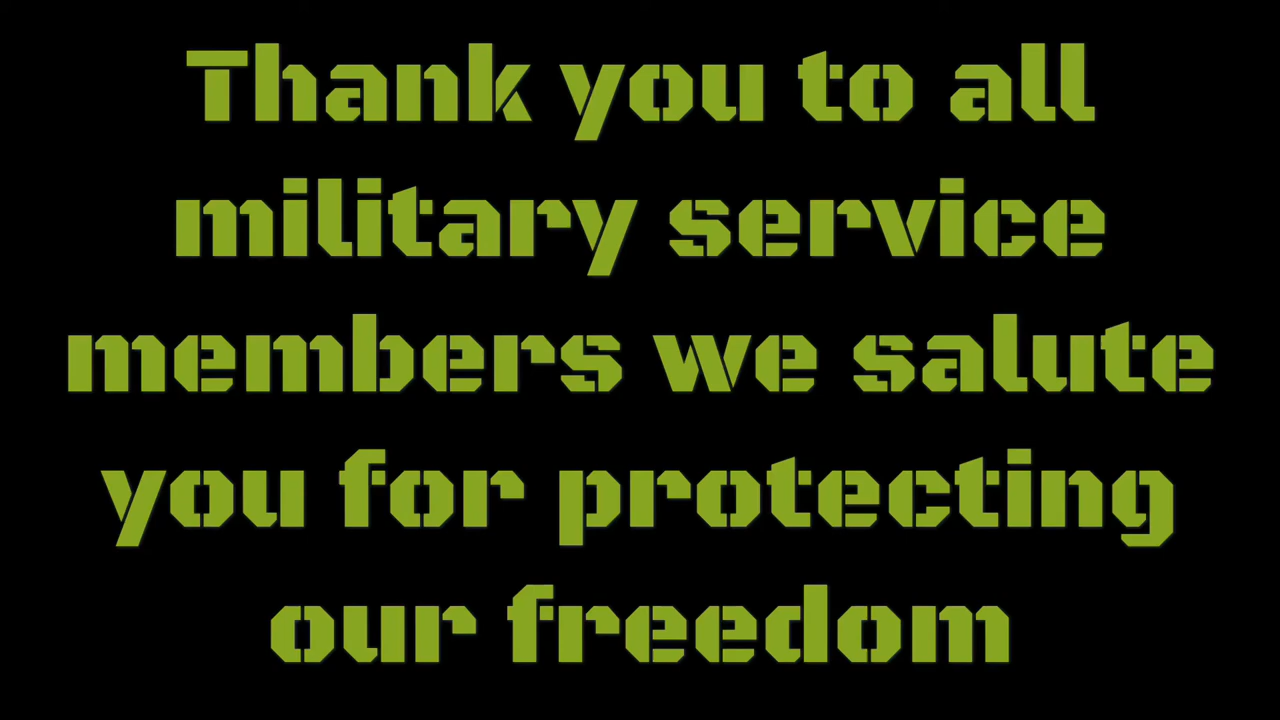 Thank you to all
military service
members we salute
you for protecting
our freedom